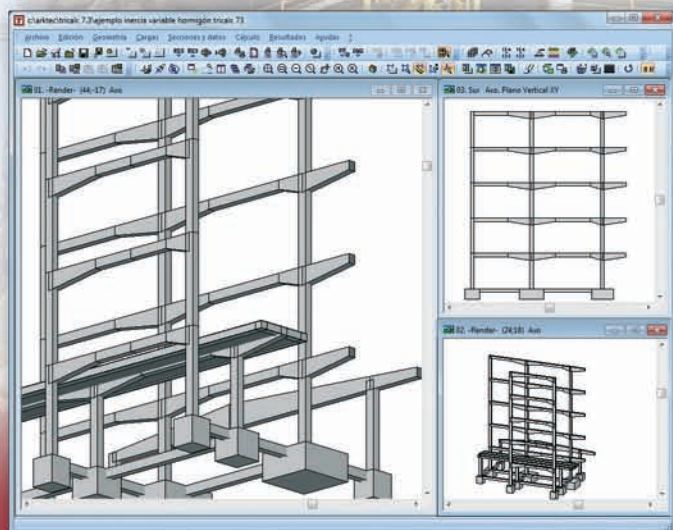 c:\arktec\tricalc 7.3\ejemplo inercia variable hormigón tricalc 73
Archivo Edición Geometría Cargas Secciones y datos Cálculo Resultados Ayudas ?
01. -Render- (44;-17) Axo
03. Sur Axo. Plano Vertical XY
02. -Render- (24;18) Axo